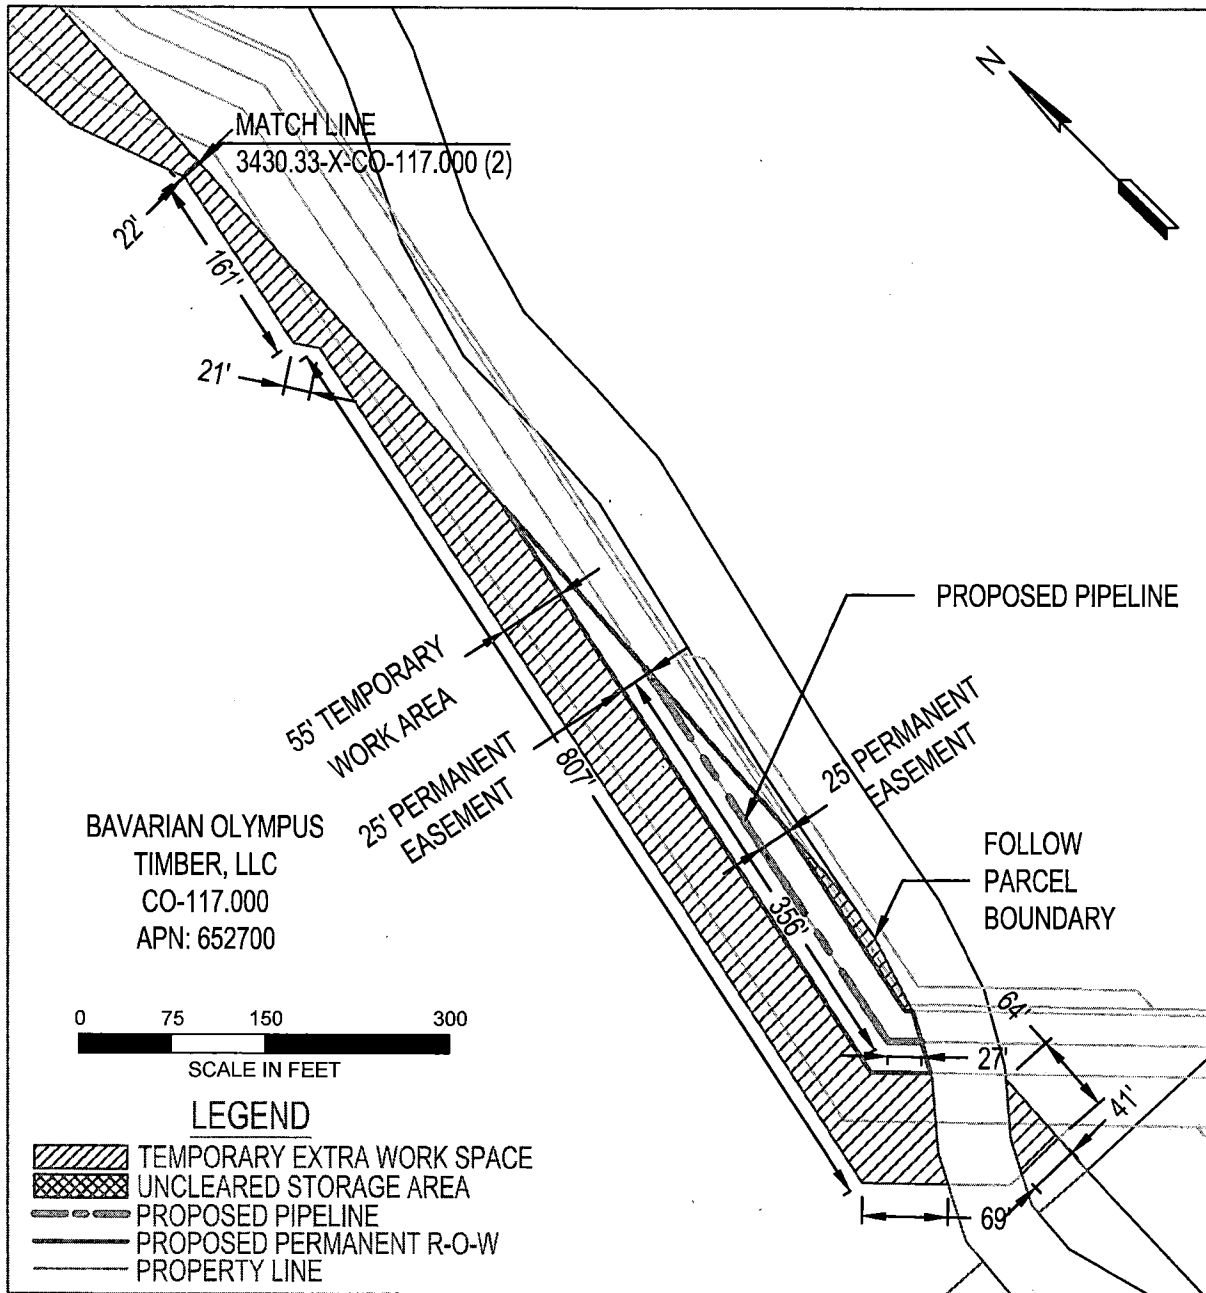 N
MATCH LINE
3430.33-X-CO-117.000 (2)
22'
161'
21'
PROPOSED PIPELINE
55' TEMPORARY
WORK AREA
25' PERMANENT
EASEMENT
807'
25' PERMANENT
EASEMENT
BAVARIAN OLYMPUS
TIMBER, LLC
CO-117.000
APN: 652700
FOLLOW
PARCEL
BOUNDARY
356'
64'
27'
41'
69'
0 75 150 300
SCALE IN FEET
LEGEND
TEMPORARY EXTRA WORK SPACE
UNCLEARED STORAGE AREA
PROPOSED PIPELINE
PROPOSED PERMANENT R-O-W
PROPERTY LINE